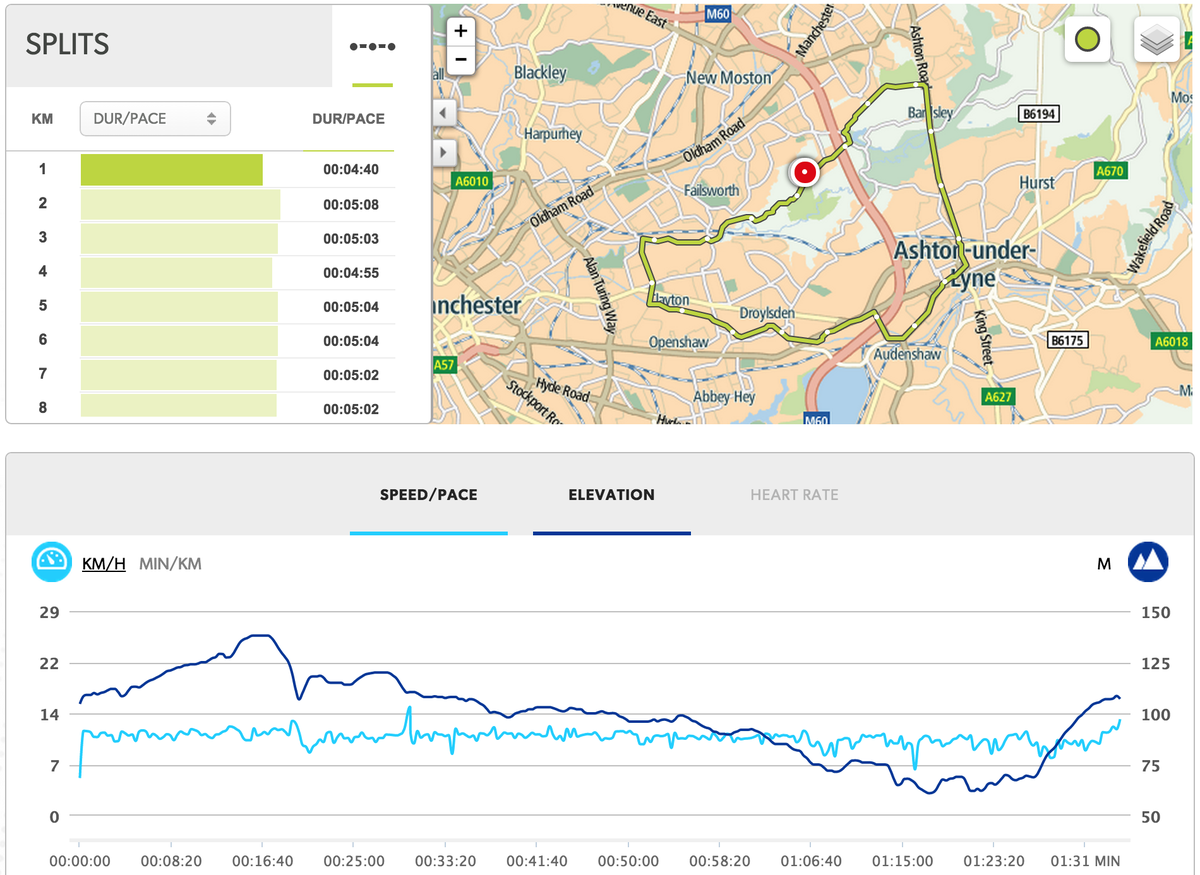 SPLITS
KM DUR/PACE DUR/PACE
1 00:04:40
2 00:05:08
3 00:05:03
4 00:04:55
5 00:05:04
6 00:05:04
7 00:05:02
8 00:05:02
+
−
Avenue East
M60
Manchester
Ashton Road
Blackley
New Moston
Mos
Bardsley
B6194
Harpurhey
Oldham Road
A6010
A670
Failsworth
Hurst
Oldham Road
Wakefield Road
Ashton-under-
Lyne
Alan Turing Way
nchester
Clayton
Droylsden
King Street
Openshaw
B6175
A6018
Audenshaw
A57
Hyde Road
Stockport Ro
Abbey Hey
A627
M60
SPEED/PACE ELEVATION HEART RATE
KM/H MIN/KM M
29 150
22 125
14 100
7 75
0 50
00:00:00 00:08:20 00:16:40 00:25:00 00:33:20 00:41:40 00:50:00 00:58:20 01:06:40 01:15:00 01:23:20 01:31 MIN